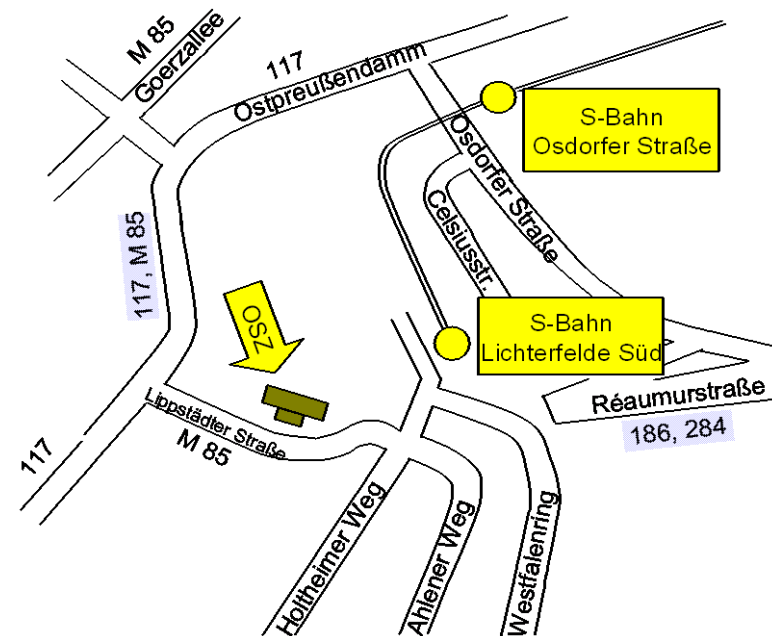 M 85
Goerzallee
117
Ostpreußendamm
S-Bahn
Osdorfer Straße
Osdorfer Straße
Celsiusstr.
117, M 85
OSZ
S-Bahn
Lichterfelde Süd
Réaumurstraße
186, 284
Lippstädter Straße
M 85
117
Holtheimer Weg
Ahlener Weg
Westfalenring